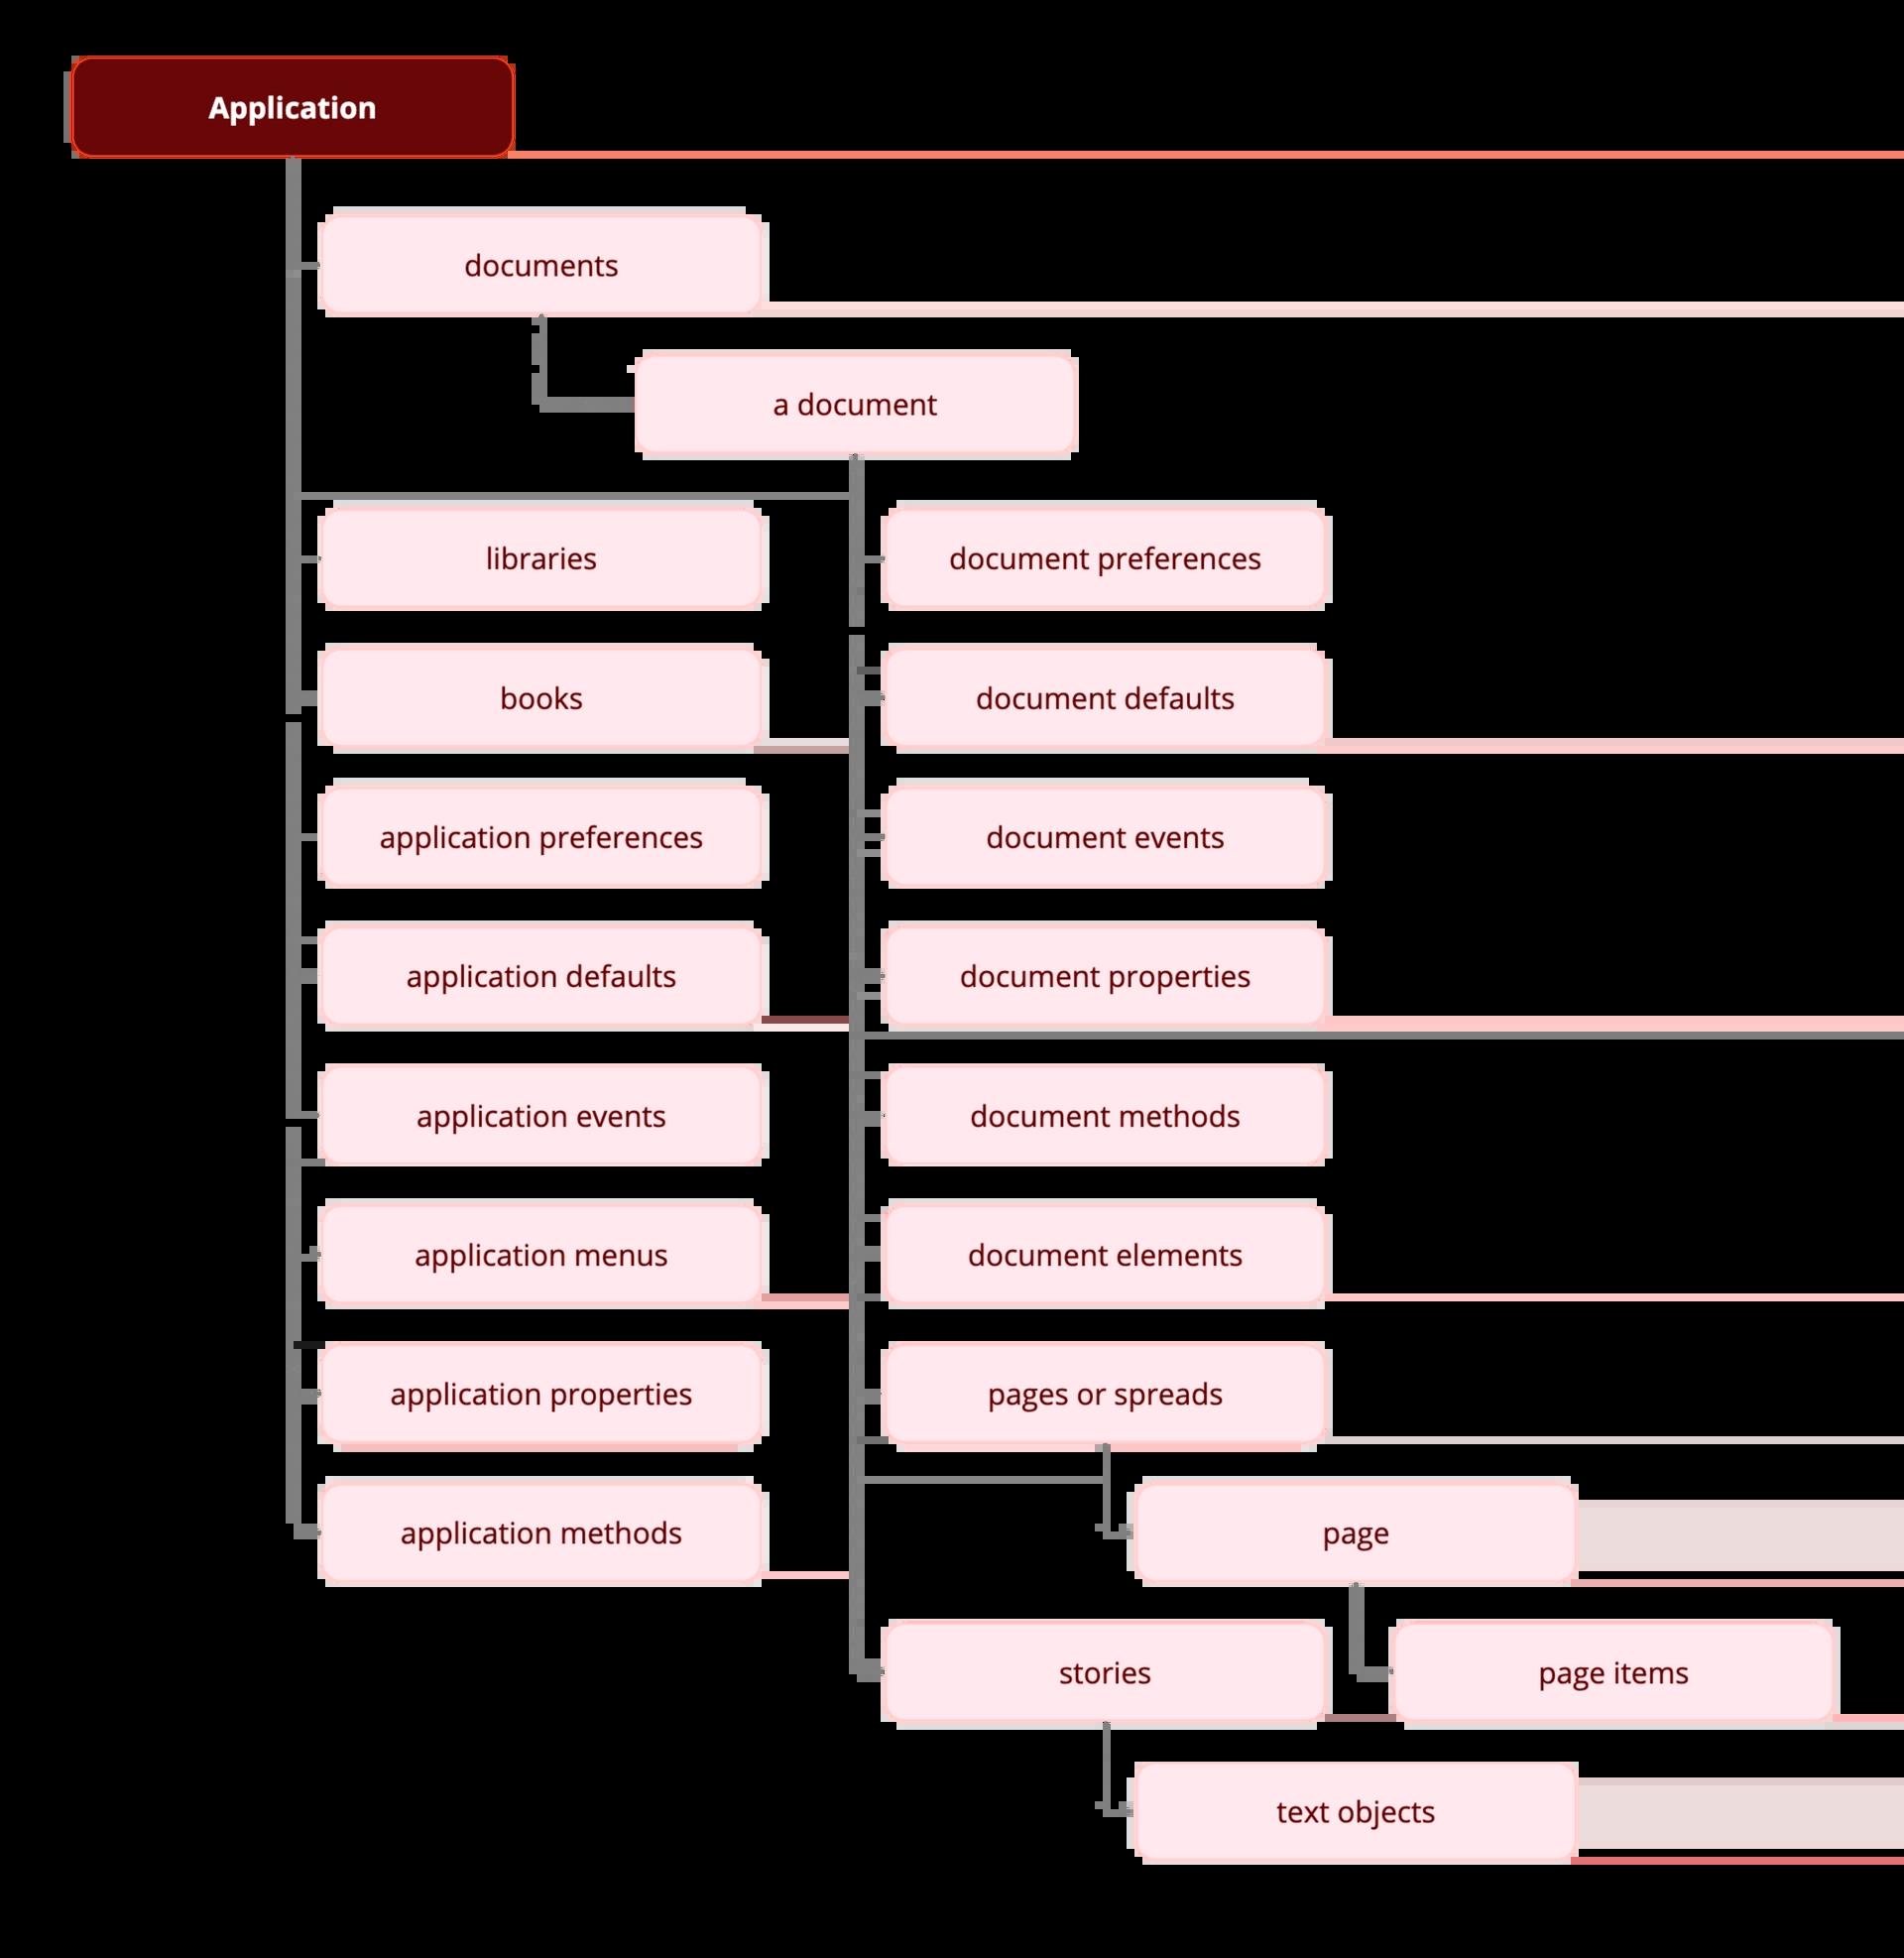 Application
documents
a document
libraries
document preferences
books
document defaults
application preferences
document events
application defaults
document properties
application events
document methods
application menus
document elements
application properties
pages or spreads
application methods
page
stories
page items
text objects